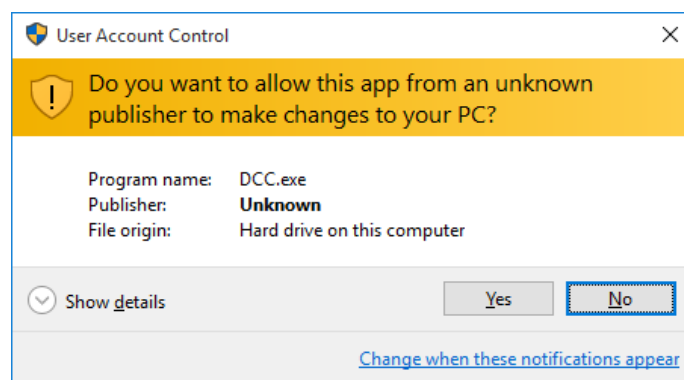 User Account Control
Do you want to allow this app from an unknown
publisher to make changes to your PC?
Program name: DCC.exe
Publisher: Unknown
File origin: Hard drive on this computer
Show details
Yes
No
Change when these notifications appear